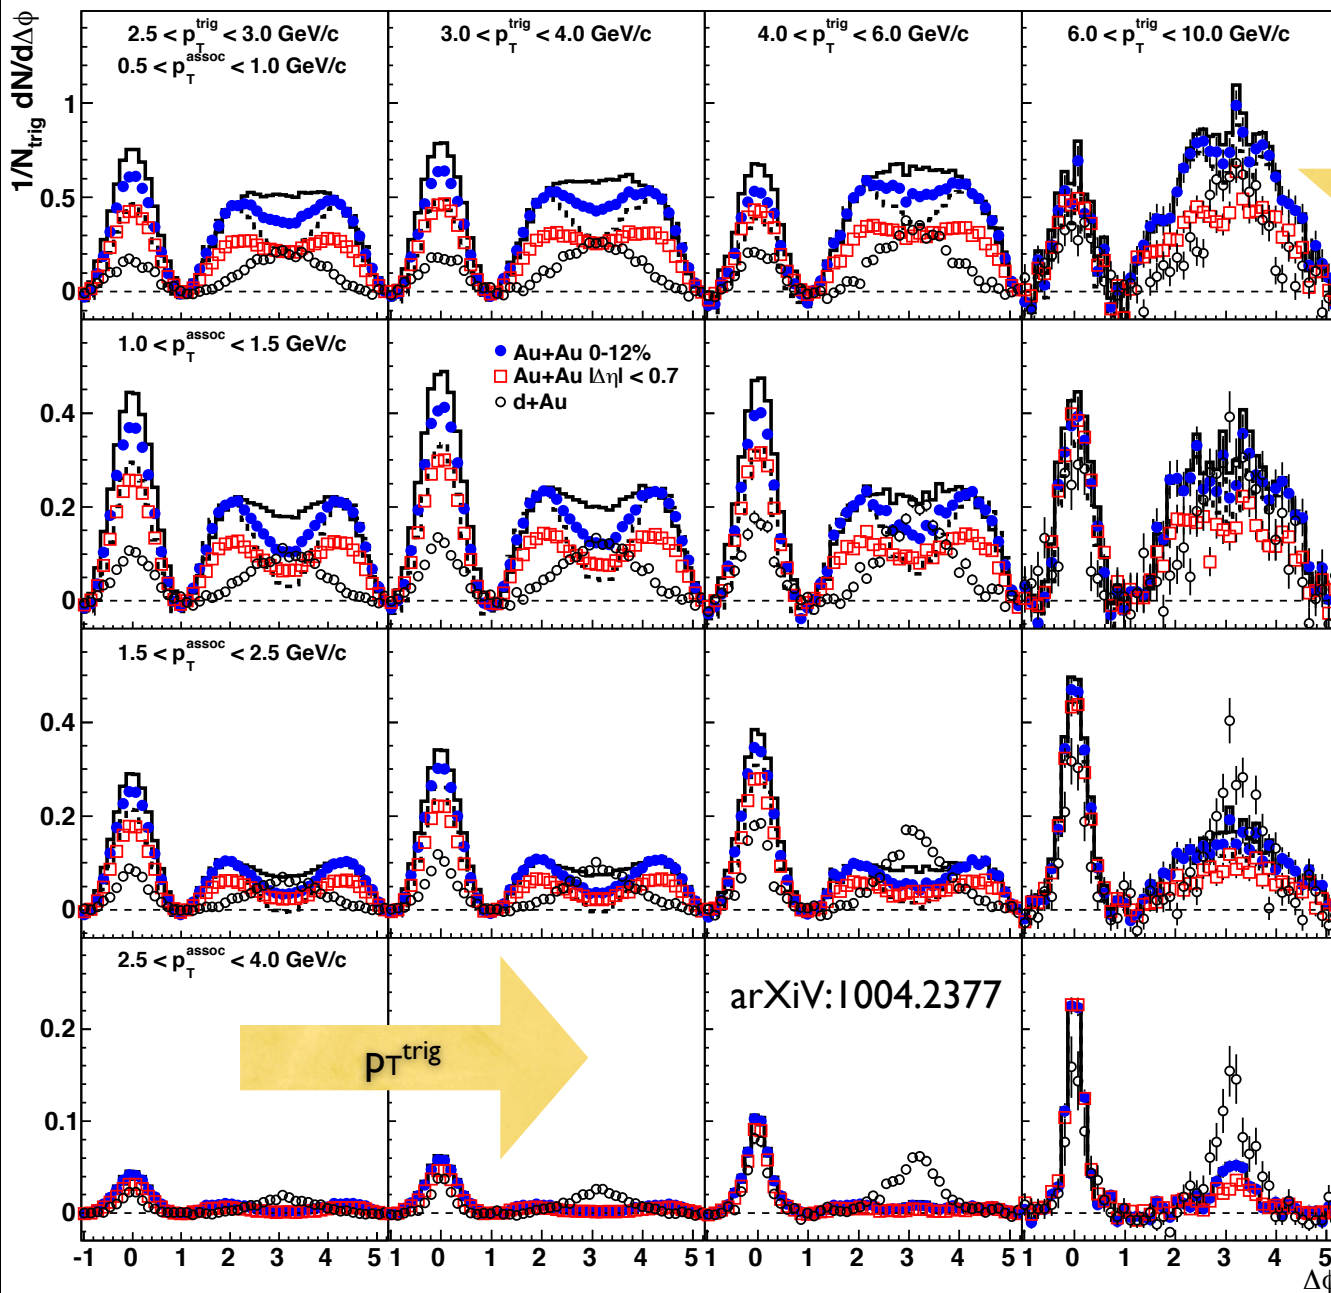 1/N_trig dN/dΔϕ
2.5 < p_T^trig < 3.0 GeV/c
0.5 < p_T^assoc < 1.0 GeV/c
3.0 < p_T^trig < 4.0 GeV/c
4.0 < p_T^trig < 6.0 GeV/c
6.0 < p_T^trig < 10.0 GeV/c
1
0.5
0
1.0 < p_T^assoc < 1.5 GeV/c
Au+Au 0-12%
Au+Au |Δη| < 0.7
d+Au
0.4
0.2
0
1.5 < p_T^assoc < 2.5 GeV/c
0.4
0.2
0
2.5 < p_T^assoc < 4.0 GeV/c
arXiV:1004.2377
pT^trig
0.2
0.1
0
-1 0 1 2 3 4 5
1 0 1 2 3 4 5
1 0 1 2 3 4 5
1 0 1 2 3 4 5
Δϕ